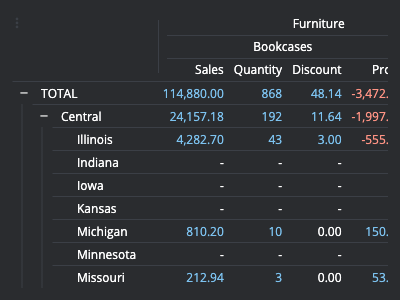 Furniture
Bookcases
Sales Quantity Discount
TOTAL 114,880.00 868 48.14 -3,472.
Central 24,157.18 192 11.64 -1,997.
Illinois 4,282.70 43 3.00 -555.
Indiana - - -
Iowa - - -
Kansas - - -
Michigan 810.20 10 0.00 150.
Minnesota - - -
Missouri 212.94 3 0.00 53.